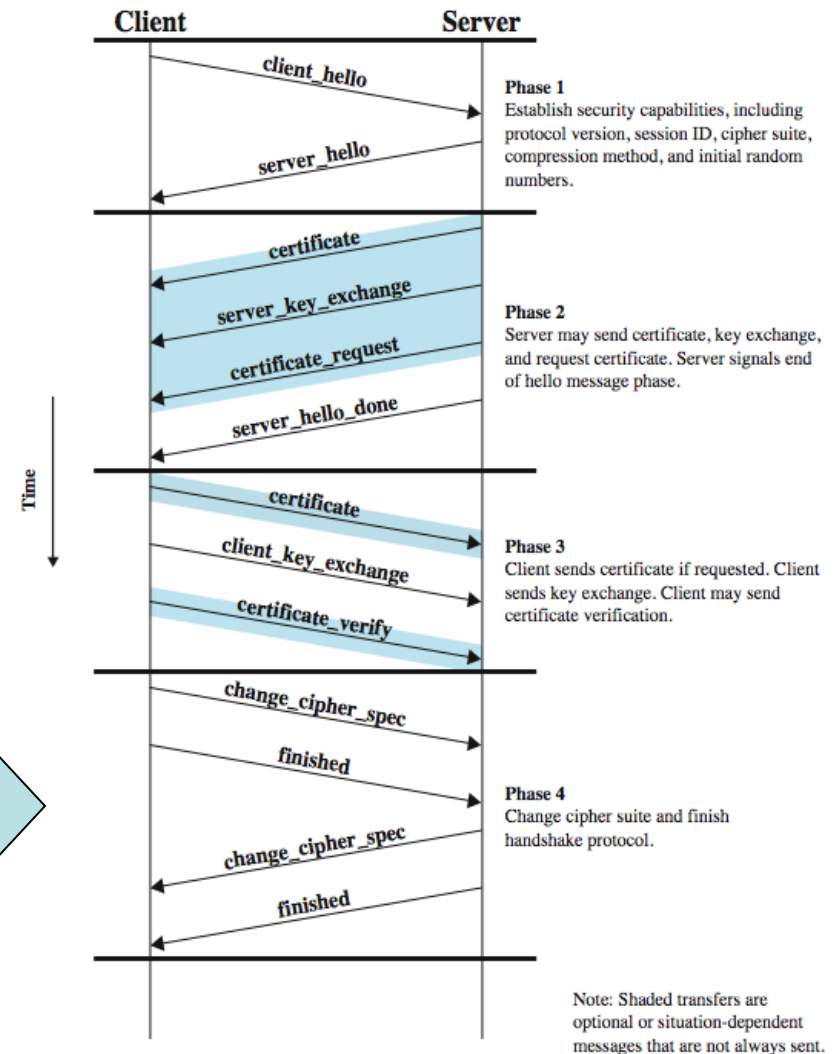 Client
Server
client_hello
Phase 1
Establish security capabilities, including
protocol version, session ID, cipher suite,
compression method, and initial random
numbers.
server_hello
certificate
server_key_exchange
certificate_request
server_hello_done
Phase 2
Server may send certificate, key exchange,
and request certificate. Server signals end
of hello message phase.
Time
certificate
client_key_exchange
certificate_verify
Phase 3
Client sends certificate if requested. Client
sends key exchange. Client may send
certificate verification.
change_cipher_spec
finished
change_cipher_spec
finished
Phase 4
Change cipher suite and finish
handshake protocol.
Note: Shaded transfers are
optional or situation-dependent
messages that are not always sent.